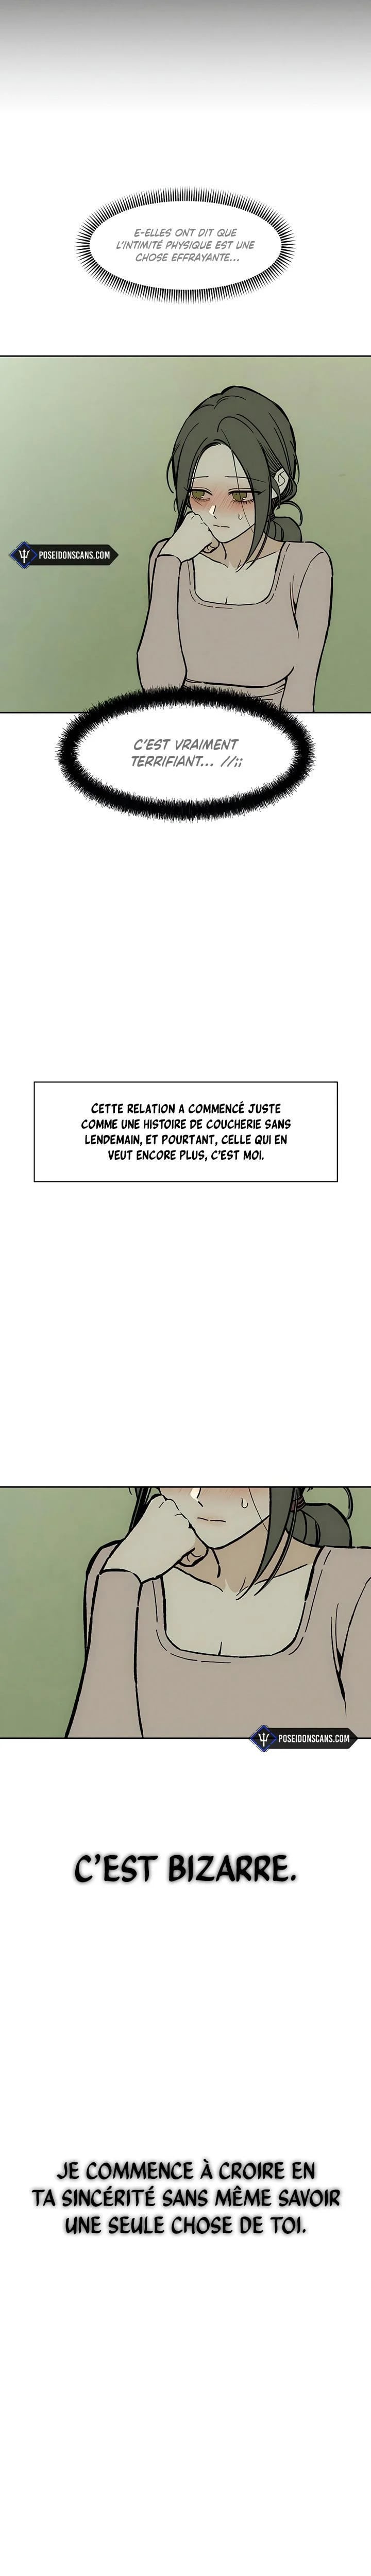 E-ELLES ONT DIT QUE
L'INTIMITÉ PHYSIQUE EST UNE
CHOSE EFFRAYANTE...
POSEIDONSCANS.COM
C'EST VRAIMENT
TERRIFIANT... //;;
CETTE RELATION A COMMENCÉ JUSTE
COMME UNE HISTOIRE DE COUCHERIE SANS
LENDEMAIN, ET POURTANT, CELLE QUI EN
VEUT ENCORE PLUS, C'EST MOI.
POSEIDONSCANS.COM
C'EST BIZARRE.
JE COMMENCE À CROIRE EN
TA SINCÉRITÉ SANS MÊME SAVOIR
UNE SEULE CHOSE DE TOI.